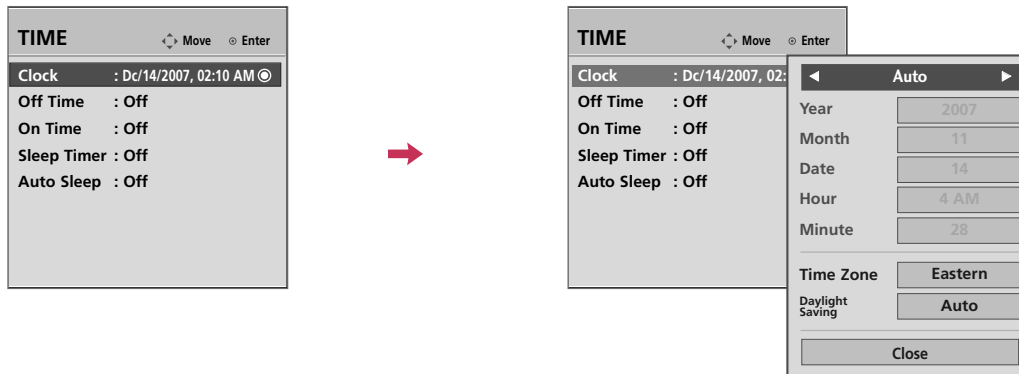 TIME Move Enter
Clock : Dc/14/2007, 02:10 AM
Off Time : Off
On Time : Off
Sleep Timer : Off
Auto Sleep : Off
TIME Move Enter
Clock : Dc/14/2007, 02:
Off Time : Off
On Time : Off
Sleep Timer : Off
Auto Sleep : Off
Auto
Year 2007
Month 11
Date 14
Hour 4 AM
Minute 28
Time Zone Eastern
Daylight
Saving Auto
Close